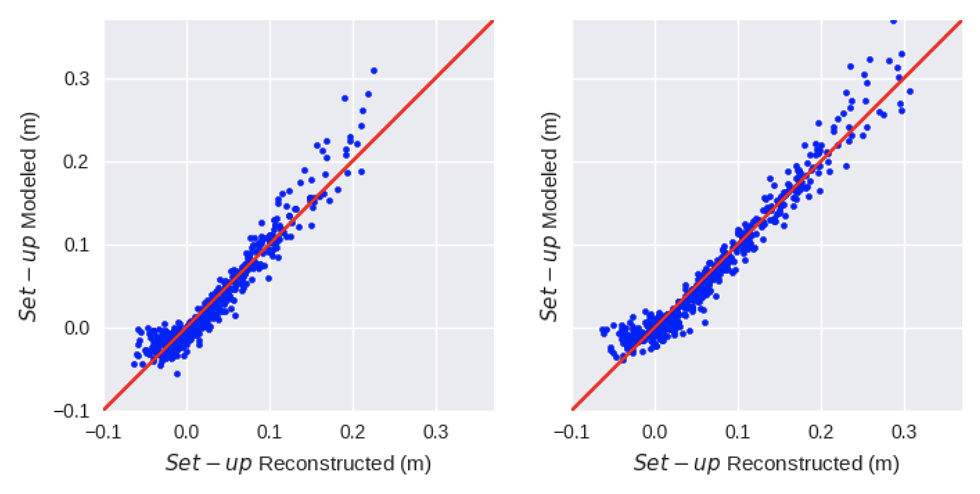 0.3
0.2
0.1
0.0
−0.1
Set − up Modeled (m)
−0.1 0.0 0.1 0.2 0.3
Set − up Reconstructed (m)
Set − up Modeled (m)
−0.1 0.0 0.1 0.2 0.3
Set − up Reconstructed (m)